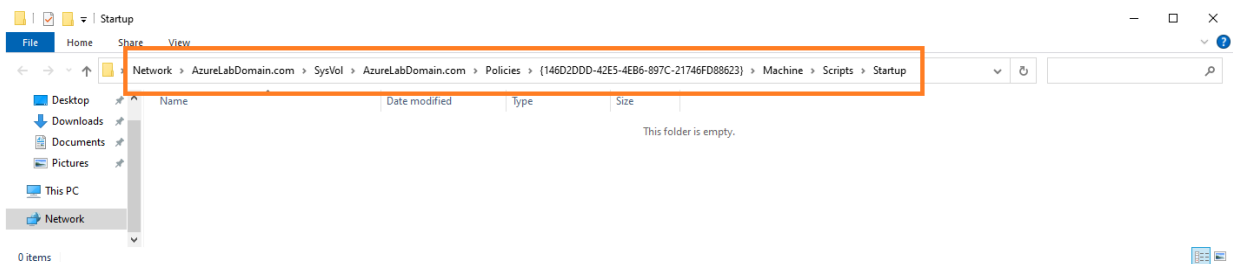 Startup
File Home Share View
Network > AzureLabDomain.com > SysVol > AzureLabDomain.com > Policies > {146D2DDD-42E5-4EB6-897C-21746FD88623} > Machine > Scripts > Startup
Desktop
Downloads
Documents
Pictures
This PC
Network
Name Date modified Type Size
This folder is empty.
0 items